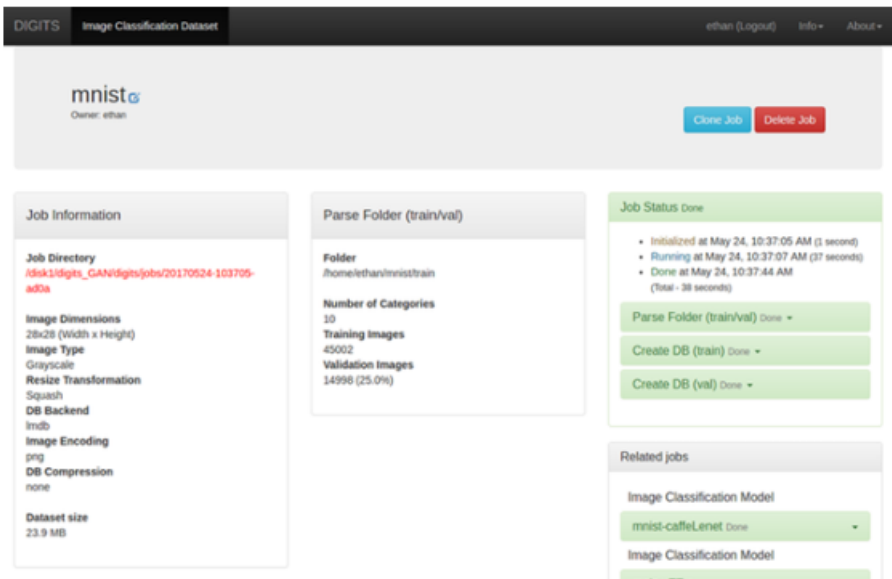 DIGITS Image Classification Dataset ethan (Logout) Info About
mnist
Owner: ethan
Clone Job Delete Job
Job Information
Job Directory
/disk1/digits_GAN/digits/jobs/20170524-103705-
ad0a
Image Dimensions
28x28 (Width x Height)
Image Type
Grayscale
Resize Transformation
Squash
DB Backend
lmdb
Image Encoding
png
DB Compression
none
Dataset size
23.9 MB
Parse Folder (train/val)
Folder
/home/ethan/mnist/train
Number of Categories
10
Training Images
45002
Validation Images
14998 (25.0%)
Job Status Done
• Initialized at May 24, 10:37:05 AM (1 second)
• Running at May 24, 10:37:07 AM (37 seconds)
• Done at May 24, 10:37:44 AM
(Total - 38 seconds)
Parse Folder (train/val) Done
Create DB (train) Done
Create DB (val) Done
Related jobs
Image Classification Model
mnist-caffeLenet Done
Image Classification Model